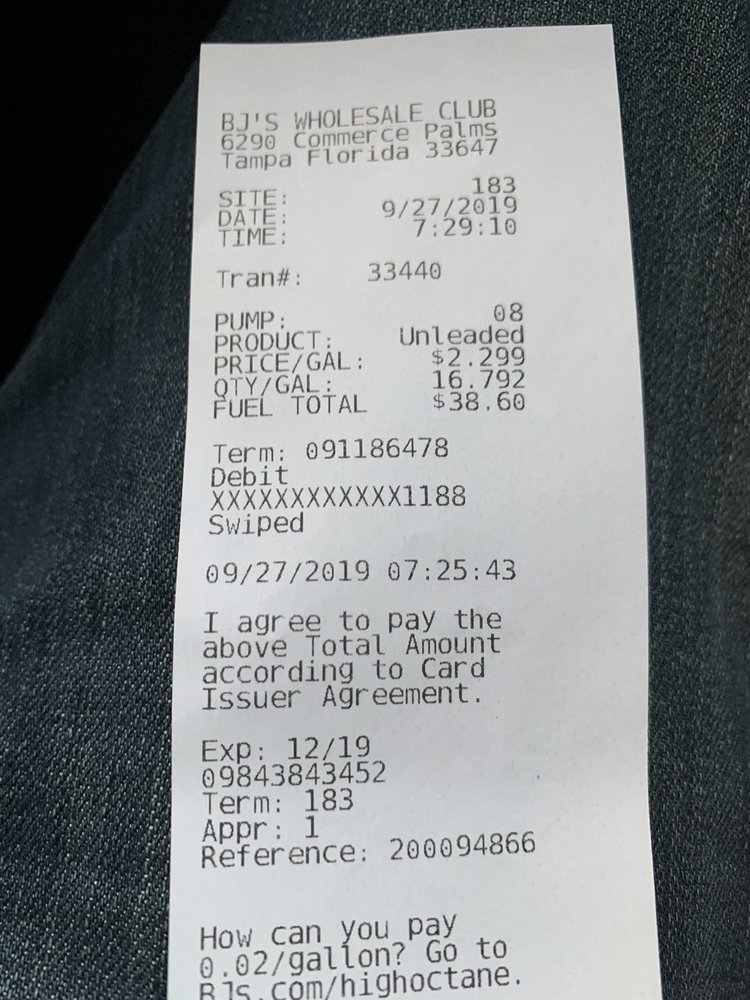 BJ'S WHOLESALE CLUB
6290 Commerce Palms
Tampa Florida 33647
SITE: 183
DATE: 9/27/2019
TIME: 7:29:10
Tran#: 33440
PUMP: 08
PRODUCT: Unleaded
PRICE/GAL: $2.299
QTY/GAL: 16.792
FUEL TOTAL $38.60
Term: 091186478
Debit
XXXXXXXXXXXX1188
Swiped
09/27/2019 07:25:43
I agree to pay the
above Total Amount
according to Card
Issuer Agreement.
Exp: 12/19
09843843452
Term: 183
Appr: 1
Reference: 200094866
How can you pay
0.02/gallon? Go to
BJs.com/highoctane.